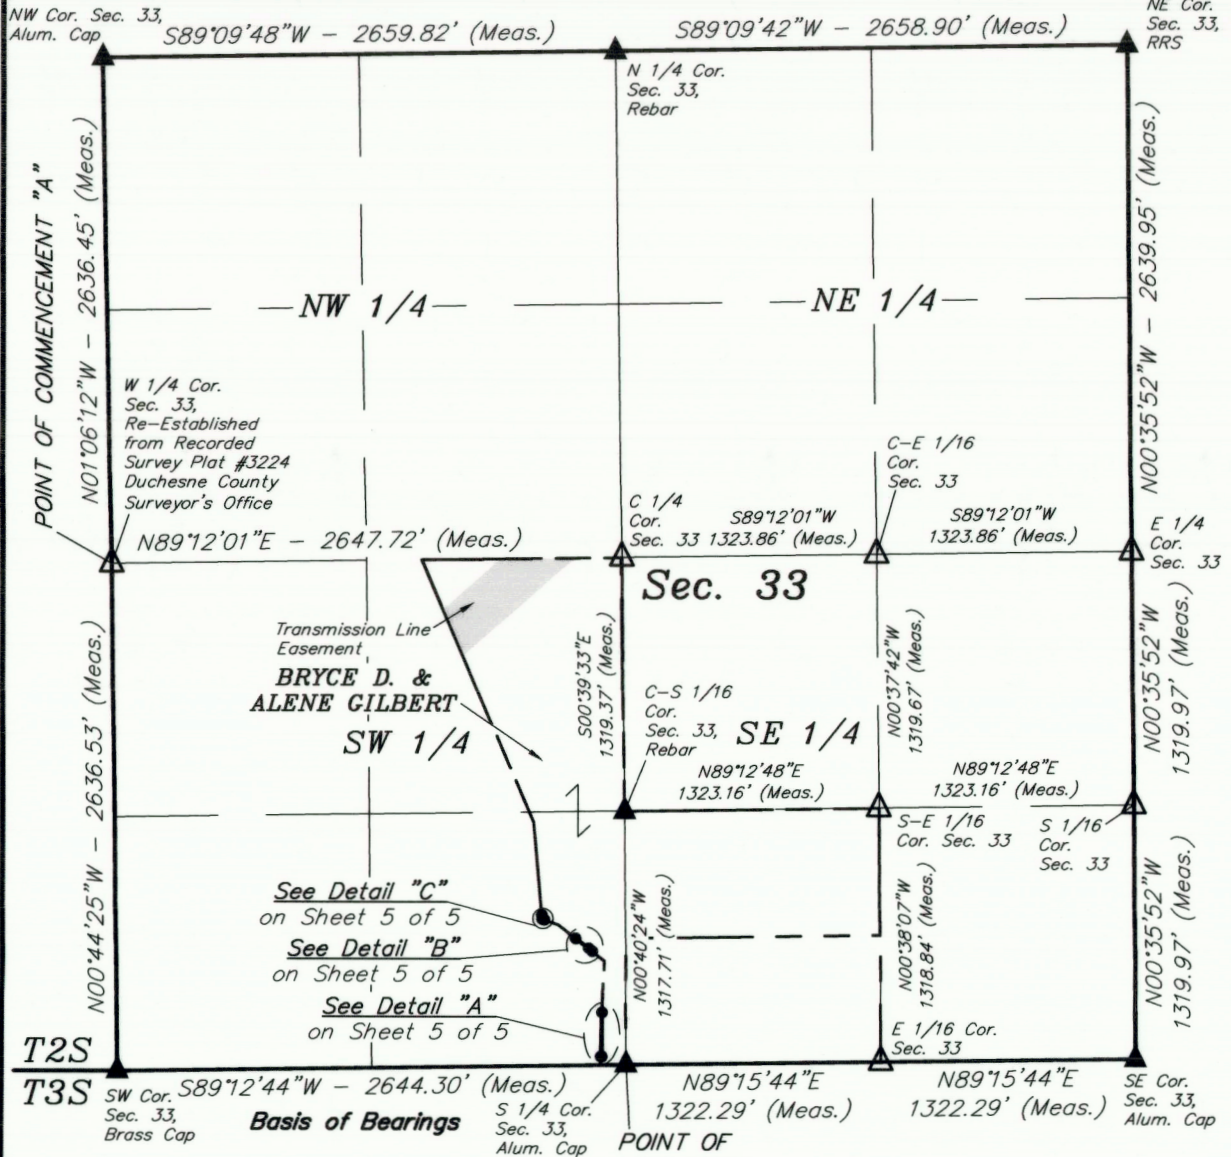 NW Cor. Sec. 33,
Alum. Cap
S89°09'48"W - 2659.82' (Meas.)
S89°09'42"W - 2658.90' (Meas.)
NE Cor.
Sec. 33,
RRS
N 1/4 Cor.
Sec. 33,
Rebar
POINT OF COMMENCEMENT "A"
N01°06'12"W - 2636.45' (Meas.)
NW 1/4
NE 1/4
N00°35'52"W - 2639.95' (Meas.)
W 1/4 Cor.
Sec. 33,
Re-Established
from Recorded
Survey Plat #3224
Duchesne County
Surveyor's Office
C-E 1/16
Cor.
Sec. 33
N89°12'01"E - 2647.72' (Meas.)
C 1/4
Cor.
Sec. 33
S89°12'01"W
1323.86' (Meas.)
S89°12'01"W
1323.86' (Meas.)
E 1/4
Cor.
Sec. 33
Sec. 33
Transmission Line
Easement
BRYCE D. &
ALENE GILBERT
SW 1/4
N00°44'25"W - 2636.53' (Meas.)
S00°39'33"E
1319.37' (Meas.)
C-S 1/16
Cor.
Sec. 33,
Rebar
SE 1/4
N00°37'42"W
1319.67' (Meas.)
N00°35'52"W
1319.97' (Meas.)
N89°12'48"E
1323.16' (Meas.)
N89°12'48"E
1323.16' (Meas.)
S-E 1/16
Cor. Sec. 33
S 1/16
Cor.
Sec. 33
See Detail "C"
on Sheet 5 of 5
See Detail "B"
on Sheet 5 of 5
See Detail "A"
on Sheet 5 of 5
N00°40'24"W
1317.71' (Meas.)
N00°38'07"W
1318.84' (Meas.)
N00°35'52"W
1319.97' (Meas.)
E 1/16 Cor.
Sec. 33
T2S
T3S
SW Cor.
Sec. 33,
Brass Cap
S89°12'44"W - 2644.30' (Meas.)
Basis of Bearings
S 1/4 Cor.
Sec. 33,
Alum. Cap
POINT OF
N89°15'44"E
1322.29' (Meas.)
N89°15'44"E
1322.29' (Meas.)
SE Cor.
Sec. 33,
Alum. Cap